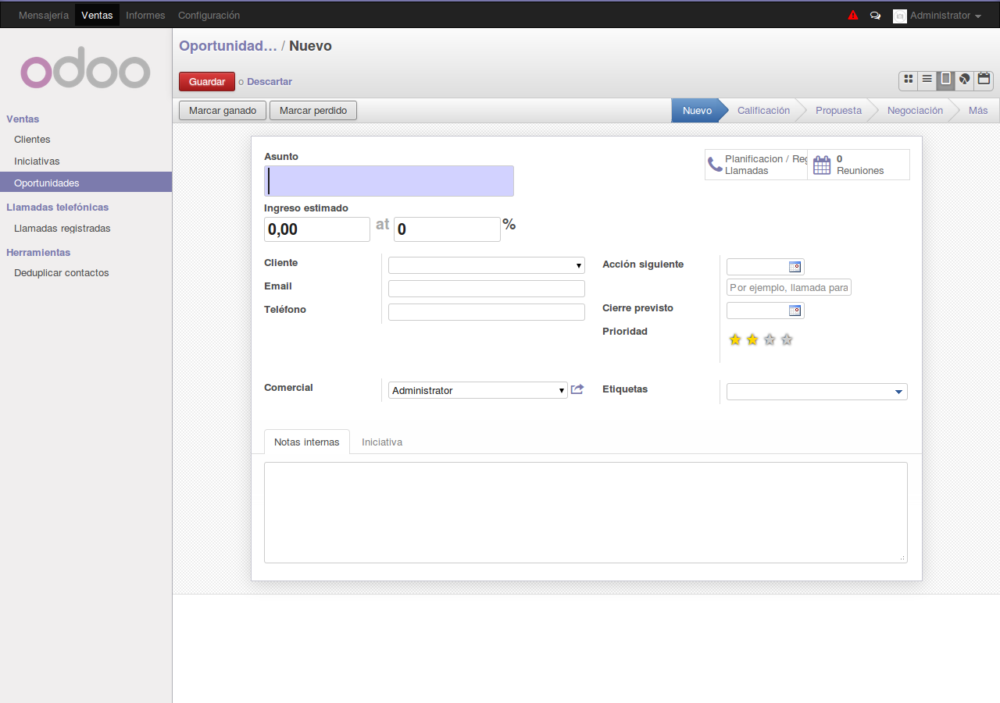 Mensajería Ventas Informes Configuración Administrator
odoo
Ventas
Clientes
Iniciativas
Oportunidades
Llamadas telefónicas
Llamadas registradas
Herramientas
Deduplicar contactos
Oportunidad... / Nuevo
Guardar o Descartar
Marcar ganado Marcar perdido Nuevo Calificación Propuesta Negociación Más
Asunto
Planificacion / Reg
Llamadas
0
Reuniones
Ingreso estimado
0,00 at 0 %
Cliente
Email
Teléfono
Acción siguiente
Por ejemplo, llamada para
Cierre previsto
Prioridad
Comercial Administrator
Etiquetas
Notas internas Iniciativa